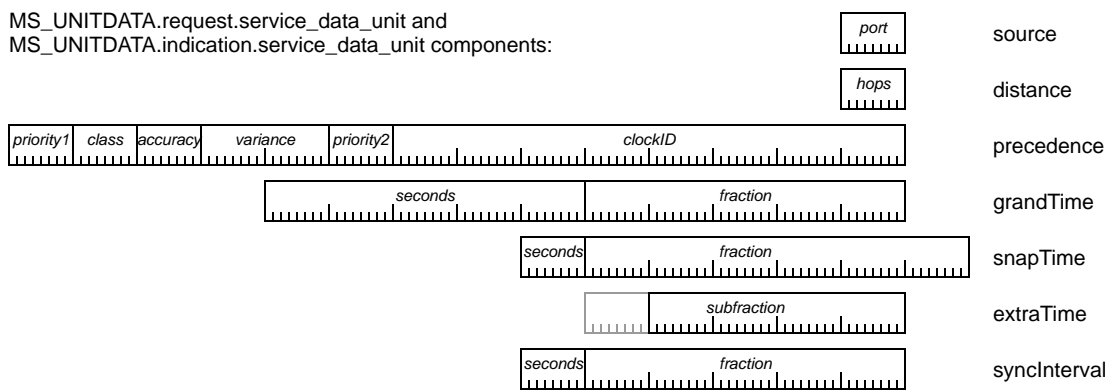 MS_UNITDATA.request.service_data_unit and
MS_UNITDATA.indication.service_data_unit components:
port source
hops distance
priority1 class accuracy variance priority2 clockID precedence
seconds fraction grandTime
seconds fraction snapTime
subfraction extraTime
seconds fraction syncInterval